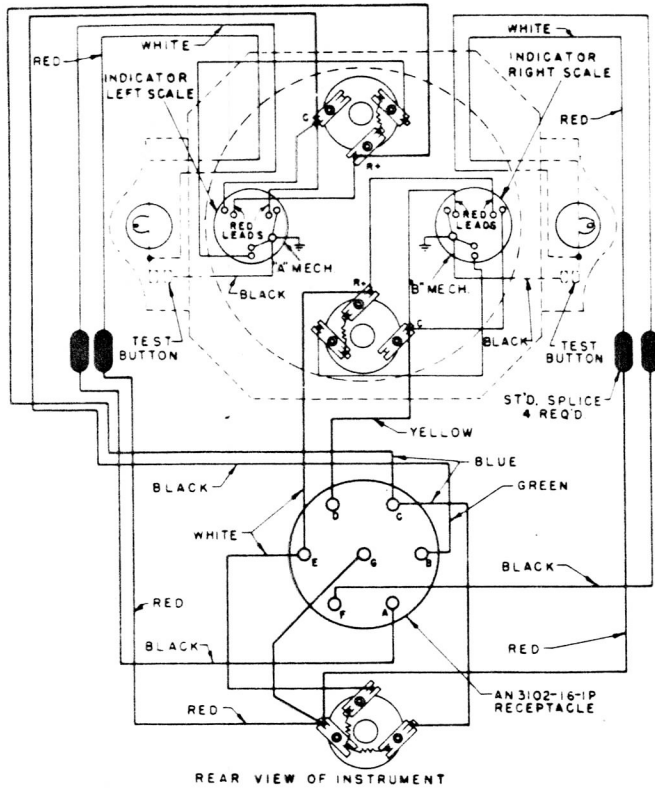 WHITE
WHITE
RED
INDICATOR
LEFT SCALE
INDICATOR
RIGHT SCALE
RED
C
R+
RED
LEADS
RED
LEADS
"A" MECH.
"B" MECH.
BLACK
R+
C
TEST
BUTTON
BLACK
TEST
BUTTON
ST'D. SPLICE
4 REQ'D
YELLOW
BLUE
BLACK
GREEN
D
C
WHITE
E
G
B
BLACK
F
A
RED
BLACK
RED
AN 3102-16-1P
RECEPTACLE
RED
REAR VIEW OF INSTRUMENT